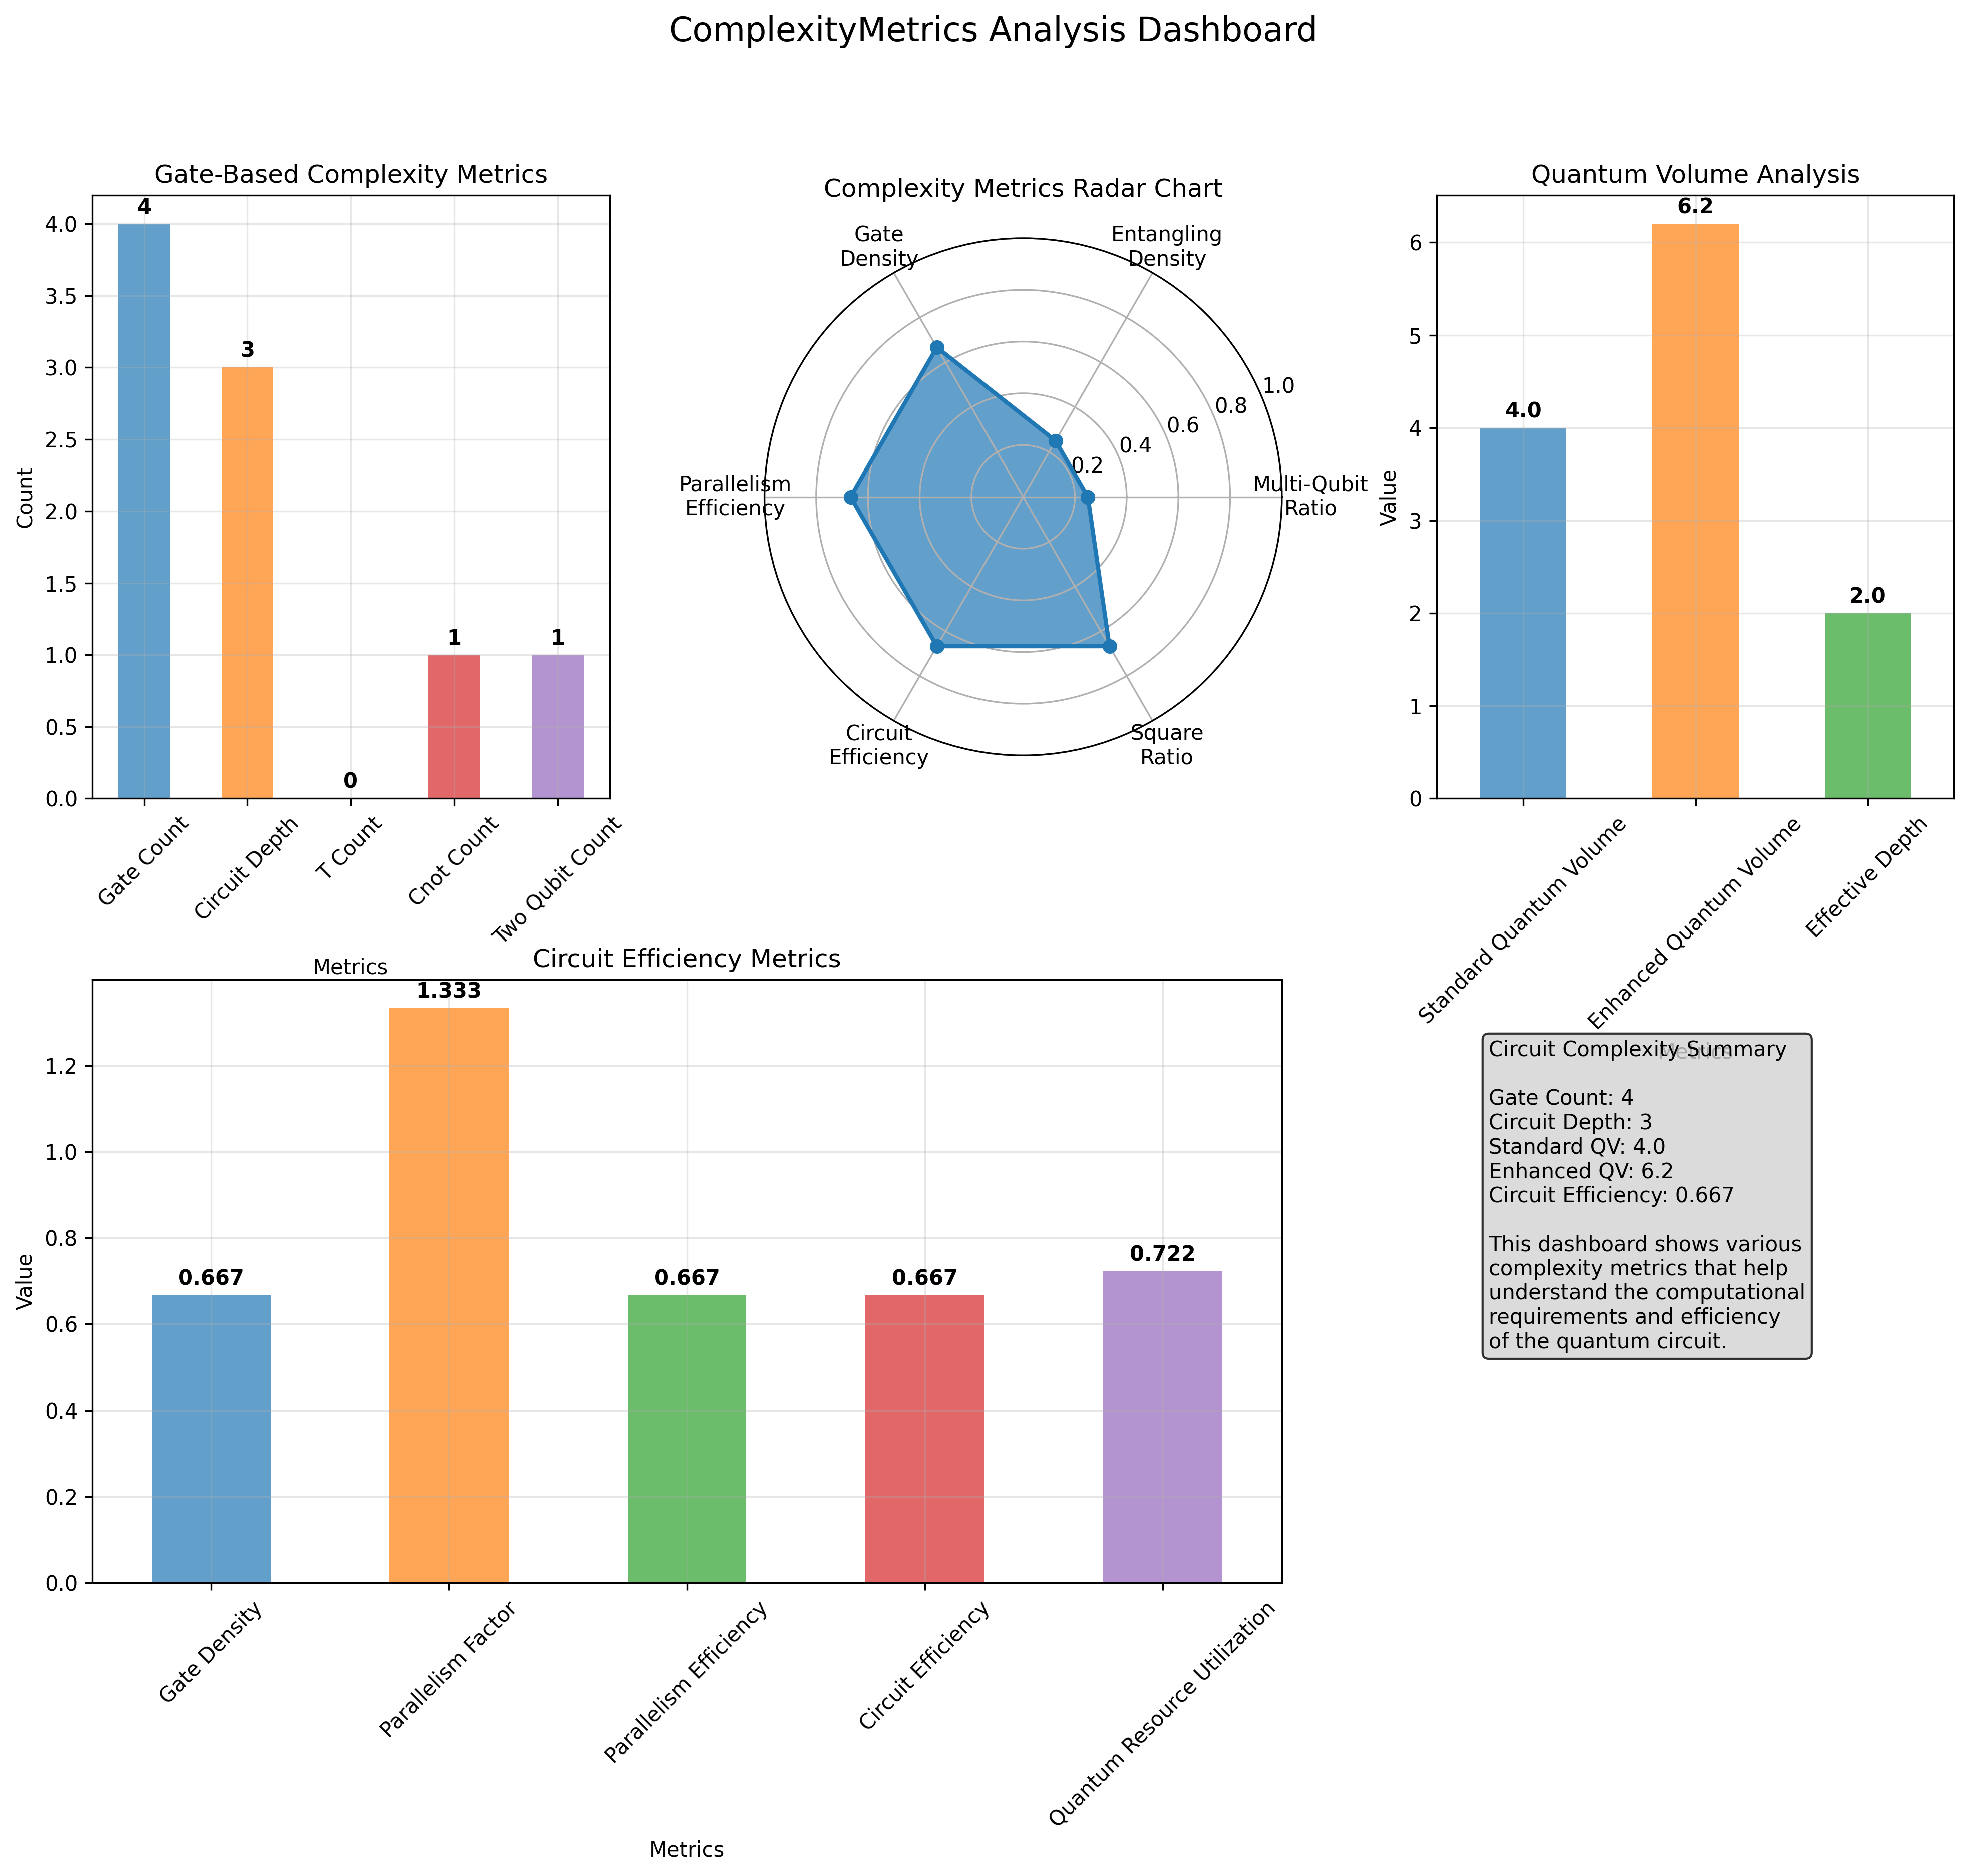 ComplexityMetrics Analysis Dashboard
Gate-Based Complexity Metrics
Count
4.0
3.5
3.0
2.5
2.0
1.5
1.0
0.5
0.0
4
3
0
1
1
Gate Count
Circuit Depth
T Count
Cnot Count
Two Qubit Count
Metrics
Complexity Metrics Radar Chart
Gate
Density
Entangling
Density
Parallelism
Efficiency
Multi-Qubit
Ratio
Circuit
Efficiency
Square
Ratio
0.2
0.4
0.6
0.8
1.0
Quantum Volume Analysis
Value
6
5
4
3
2
1
0
4.0
6.2
2.0
Standard Quantum Volume
Enhanced Quantum Volume
Effective Depth
Metrics
Circuit Efficiency Metrics
Value
1.2
1.0
0.8
0.6
0.4
0.2
0.0
0.667
1.333
0.667
0.667
0.722
Gate Density
Parallelism Factor
Parallelism Efficiency
Circuit Efficiency
Quantum Resource Utilization
Metrics
Circuit Complexity Summary
Gate Count: 4
Circuit Depth: 3
Standard QV: 4.0
Enhanced QV: 6.2
Circuit Efficiency: 0.667
This dashboard shows various
complexity metrics that help
understand the computational
requirements and efficiency
of the quantum circuit.